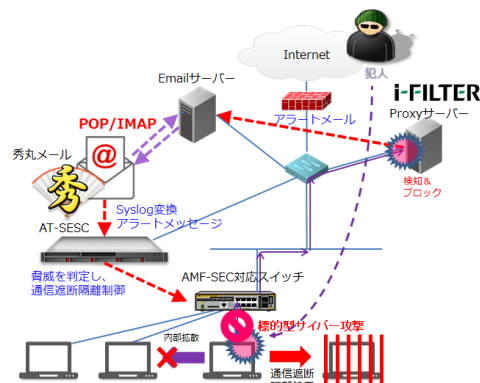 Internet
犯人
Emailサーバー
i-FILTER
アラートメール
Proxyサーバー
POP/IMAP
@
秀丸メール
秀
検知&
ブロック
Syslog変換
アラートメッセージ
AT-SESC
脅威を判定し、
通信遮断隔離制御
AMF-SEC対応スイッチ
標的型サイバー攻撃
内部拡散
通信遮断